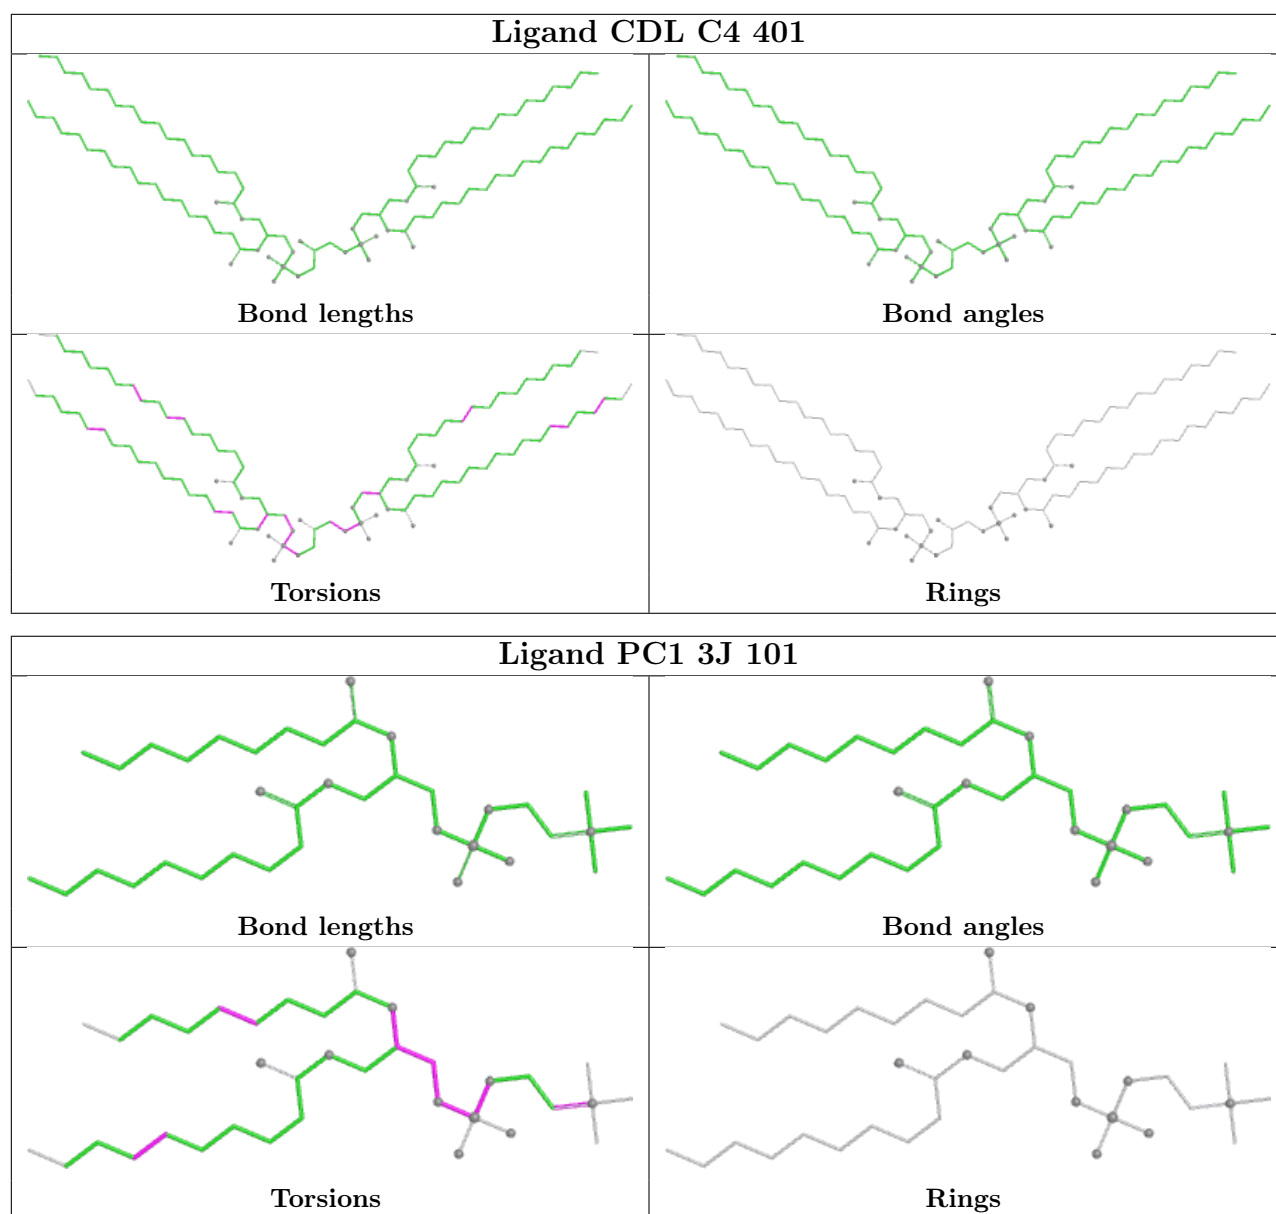 Ligand CDL C4 401
Bond lengths
Bond angles
Torsions
Rings
Ligand PC1 3J 101
Bond lengths
Bond angles
Torsions
Rings